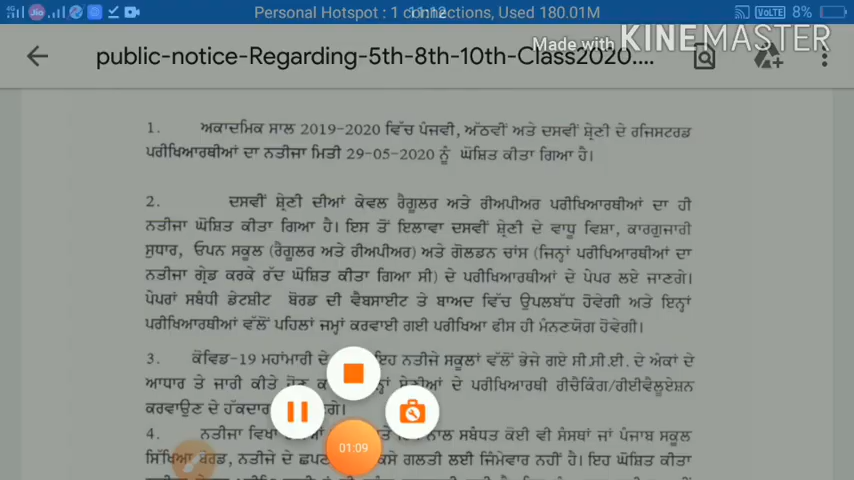 Personal Hotspot : 1 connections, Used 180.01M
11:12
VoLTE 8%
Made with KINEMASTER
public-notice-Regarding-5th-8th-10th-Class2020....
1. ਅਕਾਦਮਿਕ ਸਾਲ 2019-2020 ਵਿੱਚ ਪੰਜਵੀ, ਅੱਠਵੀਂ ਅਤੇ ਦਸਵੀਂ ਸ਼੍ਰੇਣੀ ਦੇ ਰਜਿਸਟਰਡ
ਪਰੀਖਿਆਰਥੀਆਂ ਦਾ ਨਤੀਜਾ ਮਿਤੀ 29-05-2020 ਨੂੰ ਘੋਸ਼ਿਤ ਕੀਤਾ ਗਿਆ ਹੈ।
2. ਦਸਵੀਂ ਸ਼੍ਰੇਣੀ ਦੀਆਂ ਕੇਵਲ ਰੈਗੂਲਰ ਅਤੇ ਰੀਅਪੀਅਰ ਪਰੀਖਿਆਰਥੀਆਂ ਦਾ ਹੀ
ਨਤੀਜਾ ਘੋਸ਼ਿਤ ਕੀਤਾ ਗਿਆ ਹੈ। ਇਸ ਤੋਂ ਇਲਾਵਾ ਦਸਵੀਂ ਸ਼੍ਰੇਣੀ ਦੇ ਵਾਧੂ ਵਿਸ਼ਾ, ਕਾਰਗੁਜਾਰੀ
ਸੁਧਾਰ, ਓਪਨ ਸਕੂਲ (ਰੈਗੂਲਰ ਅਤੇ ਰੀਅਪੀਅਰ) ਅਤੇ ਗੋਲਡਨ ਚਾਂਸ (ਜਿਨ੍ਹਾਂ ਪਰੀਖਿਆਰਥੀਆਂ ਦਾ
ਨਤੀਜਾ ਗ੍ਰੇਡ ਕਰਕੇ ਰੱਦ ਘੋਸ਼ਿਤ ਕੀਤਾ ਗਿਆ ਸੀ) ਦੇ ਪਰੀਖਿਆਰਥੀਆਂ ਦੇ ਪੇਪਰ ਲਏ ਜਾਣਗੇ।
ਪੇਪਰਾਂ ਸਬੰਧੀ ਡੇਟਸ਼ੀਟ ਬੋਰਡ ਦੀ ਵੈਬਸਾਈਟ ਤੇ ਬਾਅਦ ਵਿੱਚ ਉਪਲਬੱਧ ਹੋਵੇਗੀ ਅਤੇ ਇਨ੍ਹਾਂ
ਪਰੀਖਿਆਰਥੀਆਂ ਵੱਲੋਂ ਪਹਿਲਾਂ ਜਮ੍ਹਾਂ ਕਰਵਾਈ ਗਈ ਪਰੀਖਿਆ ਫੀਸ ਹੀ ਮੰਨਣਯੋਗ ਹੋਵੇਗੀ।
3. ਕੋਵਿਡ-19 ਮਹਾਂਮਾਰੀ ਦੇ ਇਹ ਨਤੀਜੇ ਸਕੂਲਾਂ ਵੱਲੋਂ ਭੇਜੇ ਗਏ ਸੀ.ਸੀ.ਈ. ਦੇ ਅੰਕਾਂ ਦੇ
ਆਧਾਰ ਤੇ ਜਾਰੀ ਕੀਤੇ ਹੋਣ ਸ਼੍ਰੇਣੀਆਂ ਦੇ ਪਰੀਖਿਆਰਥੀ ਰੀਚੈਕਿੰਗ/ਰੀਈਵੈਲੂਏਸ਼ਨ
ਕਰਵਾਉਣ ਦੇ ਹੱਕਦਾਰ
4. ਨਤੀਜਾ ਨਾਲ ਸਬੰਧਤ ਕੋਈ ਵੀ ਸੰਸਥਾਂ ਜਾਂ ਪੰਜਾਬ ਸਕੂਲ
ਸਿੱਖਿਆ ਬੋਰਡ, ਨਤੀਜੇ ਦੇ ਗਲਤੀ ਲਈ ਜਿੰਮੇਵਾਰ ਨਹੀਂ ਹੈ। ਇਹ ਘੋਸ਼ਿਤ ਕੀਤਾ
01:09